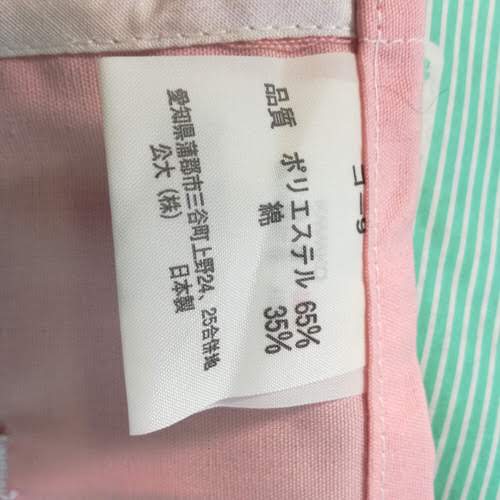 品質 ポリエステル 65%
綿 35%
愛知県蒲郡市三谷町上野24、25合併地
公大（株） 日本製